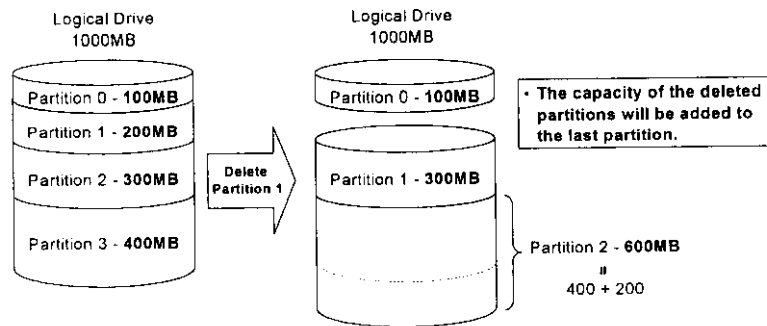 Logical Drive
1000MB
Partition 0 - 100MB
Partition 1 - 200MB
Partition 2 - 300MB
Partition 3 - 400MB
Delete
Partition 1
Logical Drive
1000MB
Partition 0 - 100MB
Partition 1 - 300MB
Partition 2 - 600MB
=
400 + 200
• The capacity of the deleted
partitions will be added to
the last partition.